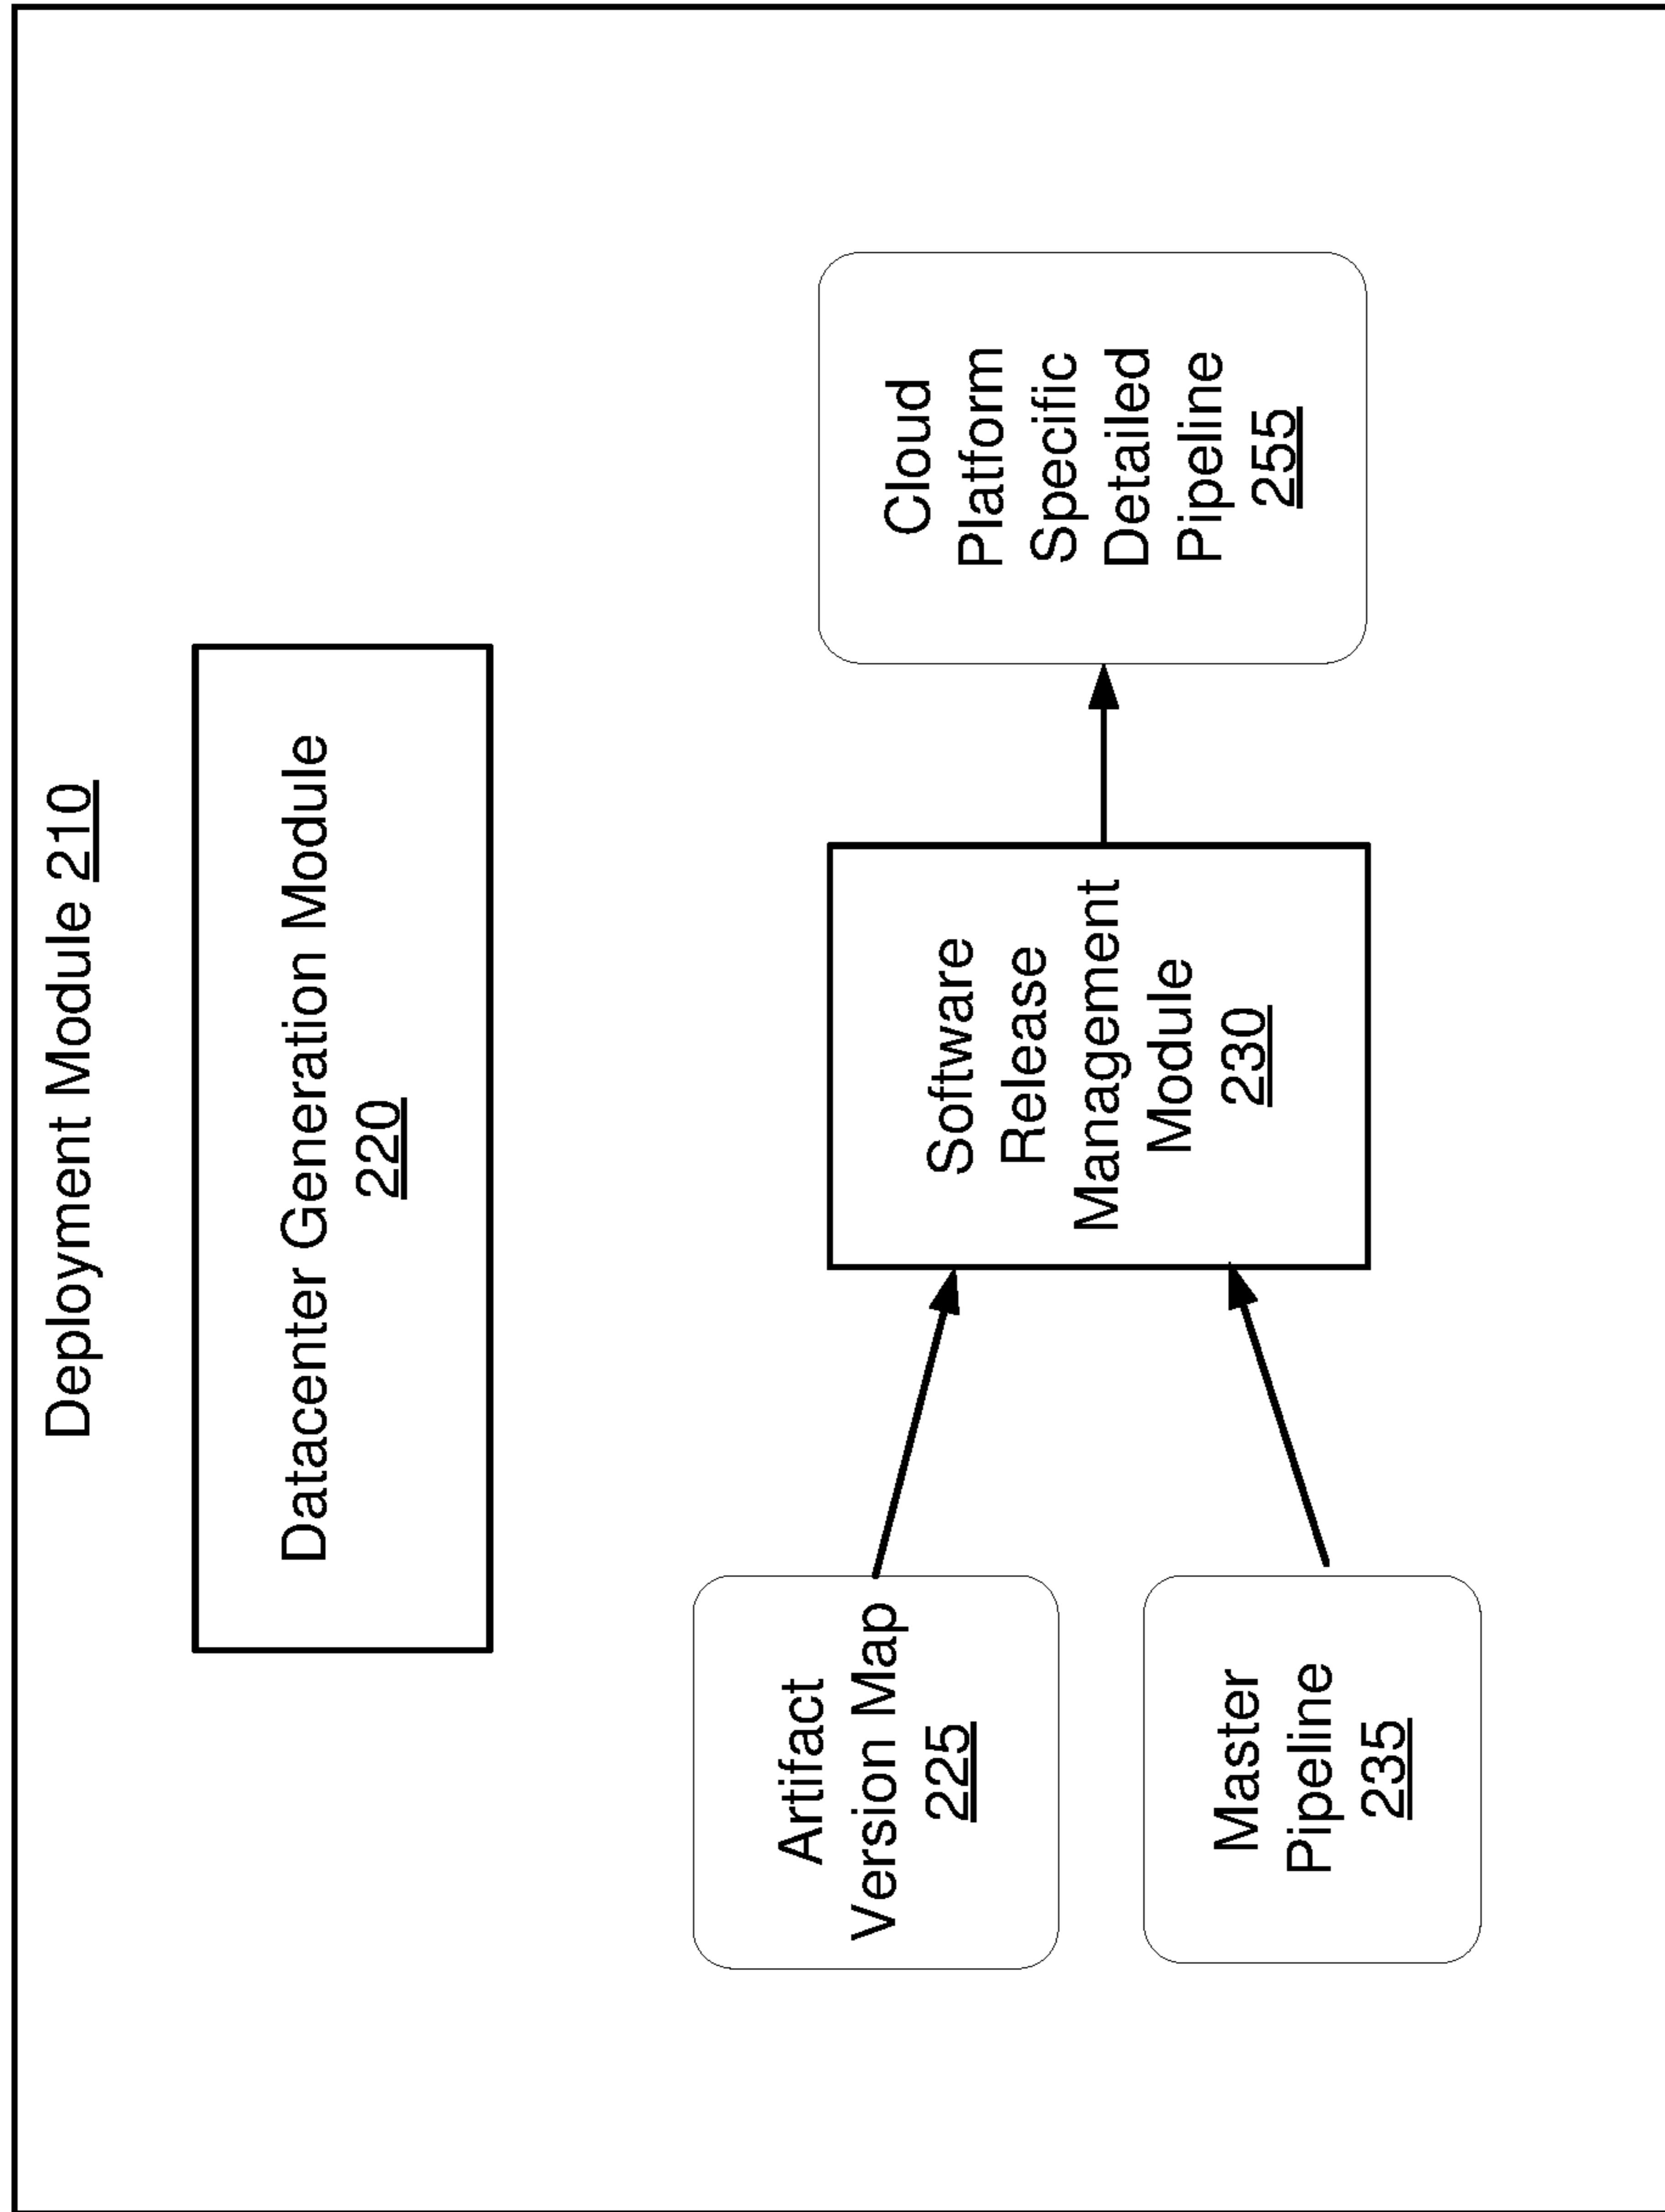 Deployment Module 210
Datacenter Generation Module
220
Artifact
Version Map
225
Master
Pipeline
235
Software
Release
Management
Module
230
Cloud
Platform
Specific
Detailed
Pipeline
255